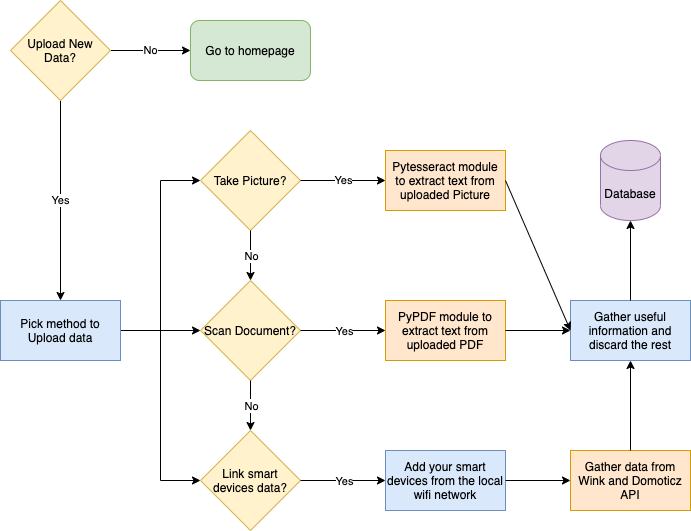 Upload New
Data?
No
Go to homepage
Yes
Pick method to
Upload data
Take Picture?
Yes
Pytesseract module
to extract text from
uploaded Picture
Database
No
Scan Document?
Yes
PyPDF module to
extract text from
uploaded PDF
Gather useful
information and
discard the rest
No
Link smart
devices data?
Yes
Add your smart
devices from the local
wifi network
Gather data from
Wink and Domoticz
API